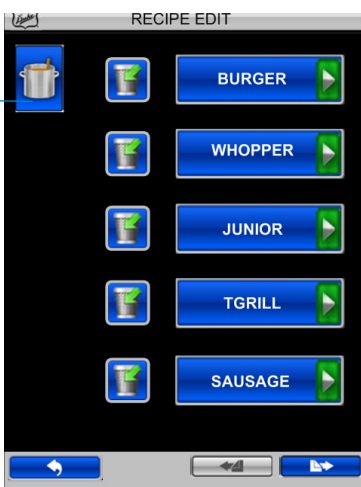 RECIPE EDIT
BURGER
WHOPPER
JUNIOR
TGRILL
SAUSAGE